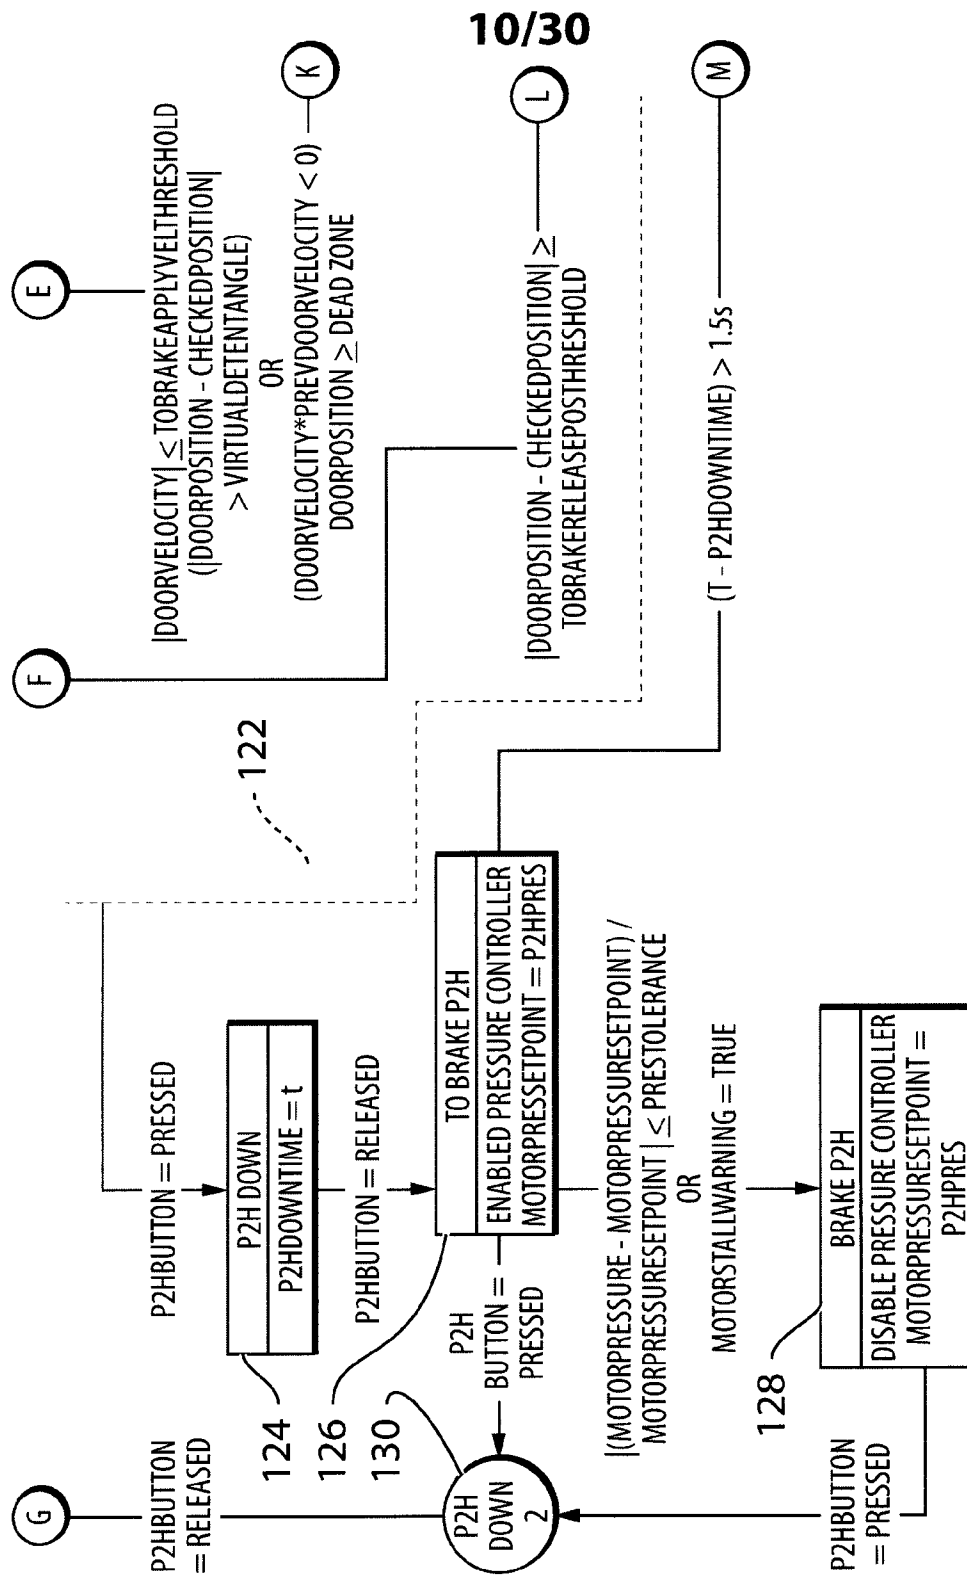 10/30
G
F
E
P2HBUTTON
= RELEASED
P2HBUTTON = PRESSED
122
|DOORVELOCITY| ≤ TOBRAKEAPPLYVELTHRESHOLD
(|DOORPOSITION - CHECKEDPOSITION|
> VIRTUALDETENTANGLE)
OR
(DOORVELOCITY*PREVDOORVELOCITY < 0)
DOORPOSITION ≥ DEAD ZONE
K
124
P2H DOWN
P2HDOWNTIME = t
126
P2HBUTTON = RELEASED
130
P2H
DOWN
2
P2H
BUTTON =
PRESSED
TO BRAKE P2H
ENABLED PRESSURE CONTROLLER
MOTORPRESSETPOINT = P2HPRES
|DOORPOSITION - CHECKEDPOSITION| ≥
TOBRAKERELEASEPOSTHRESHOLD
L
|(MOTORPRESSURE - MOTORPRESSURESETPOINT) /
MOTORPRESSURESETPOINT | ≤ PRESTOLERANCE
OR
MOTORSTALLWARNING = TRUE
(T - P2HDOWNTIME) > 1.5s
M
128
P2HBUTTON
= PRESSED
BRAKE P2H
DISABLE PRESSURE CONTROLLER
MOTORPRESSURESETPOINT =
P2HPRES